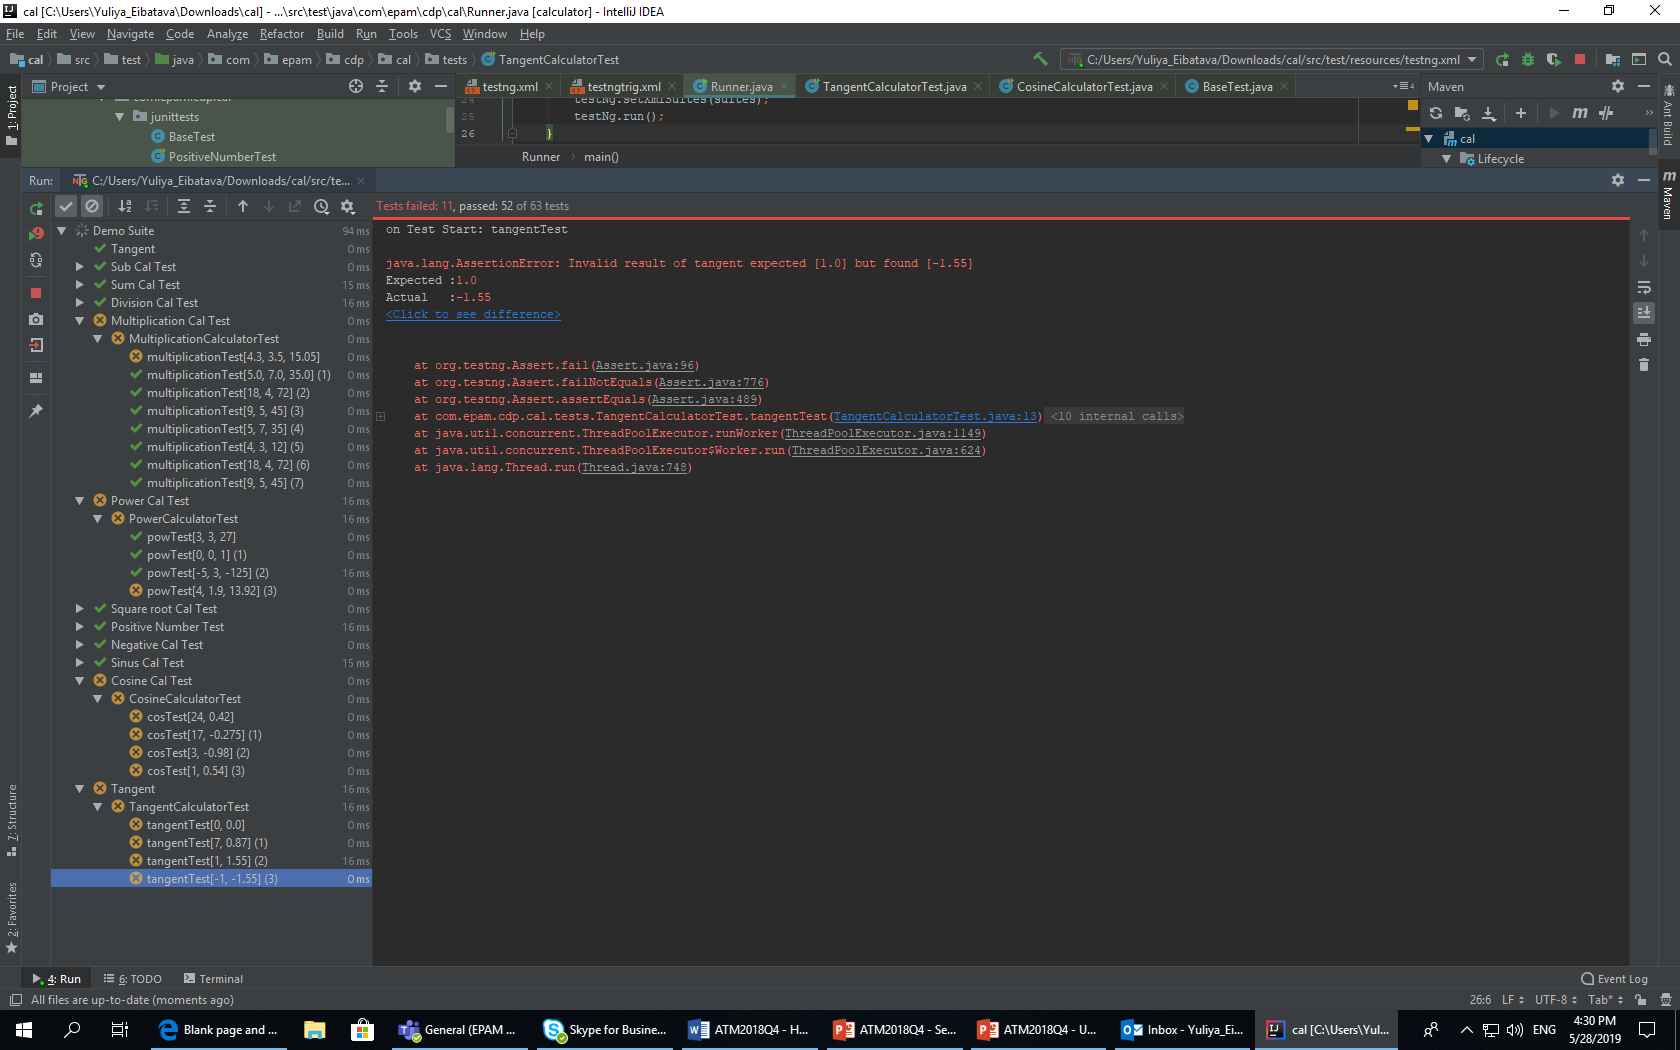 cal [C:\Users\Yuliya_Eibatava\Downloads\cal] - ...\src\test\java\com\epam\cdp\cal\Runner.java [calculator] - IntelliJ IDEA
File Edit View Navigate Code Analyze Refactor Build Run Tools VCS Window Help
cal src test java com epam cdp cal tests TangentCalculatorTest
C:/Users/Yuliya_Eibatava/Downloads/cal/src/test/resources/testng.xml
1: Project
Project
testng.xml testngtrig.xml Runner.java TangentCalculatorTest.java CosineCalculatorTest.java BaseTest.java
Maven
Ant Build
Maven
junittests
BaseTest
PositiveNumberTest
24 testNg.setXmlSuites(suites);
25 testNg.run();
26 }
Runner main()
cal
Lifecycle
Run: C:/Users/Yuliya_Eibatava/Downloads/cal/src/te...
Tests failed: 11, passed: 52 of 63 tests
Demo Suite 94 ms
Tangent 0 ms
Sub Cal Test 0 ms
Sum Cal Test 15 ms
Division Cal Test 16 ms
Multiplication Cal Test 0 ms
MultiplicationCalculatorTest 0 ms
multiplicationTest[4.3, 3.5, 15.05] 0 ms
multiplicationTest[5.0, 7.0, 35.0] (1) 0 ms
multiplicationTest[18, 4, 72] (2) 0 ms
multiplicationTest[9, 5, 45] (3) 0 ms
multiplicationTest[5, 7, 35] (4) 0 ms
multiplicationTest[4, 3, 12] (5) 0 ms
multiplicationTest[18, 4, 72] (6) 0 ms
multiplicationTest[9, 5, 45] (7) 0 ms
Power Cal Test 16 ms
PowerCalculatorTest 16 ms
powTest[3, 3, 27] 0 ms
powTest[0, 0, 1] (1) 0 ms
powTest[-5, 3, -125] (2) 16 ms
powTest[4, 1.9, 13.92] (3) 0 ms
Square root Cal Test 0 ms
Positive Number Test 16 ms
Negative Cal Test 0 ms
Sinus Cal Test 15 ms
Cosine Cal Test 0 ms
CosineCalculatorTest 0 ms
cosTest[24, 0.42] 0 ms
cosTest[17, -0.275] (1) 0 ms
cosTest[3, -0.98] (2) 0 ms
cosTest[1, 0.54] (3) 0 ms
Tangent 16 ms
TangentCalculatorTest 16 ms
tangentTest[0, 0.0] 0 ms
tangentTest[7, 0.87] (1) 0 ms
tangentTest[1, 1.55] (2) 16 ms
tangentTest[-1, -1.55] (3) 0 ms
on Test Start: tangentTest
java.lang.AssertionError: Invalid result of tangent expected [1.0] but found [-1.55]
Expected :1.0
Actual :-1.55
<Click to see difference>
at org.testng.Assert.fail(Assert.java:96)
at org.testng.Assert.failNotEquals(Assert.java:776)
at org.testng.Assert.assertEquals(Assert.java:489)
at com.epam.cdp.cal.tests.TangentCalculatorTest.tangentTest(TangentCalculatorTest.java:13) <10 internal calls>
at java.util.concurrent.ThreadPoolExecutor.runWorker(ThreadPoolExecutor.java:1149)
at java.util.concurrent.ThreadPoolExecutor$Worker.run(ThreadPoolExecutor.java:624)
at java.lang.Thread.run(Thread.java:748)
7: Structure
2: Favorites
4: Run 6: TODO Terminal
Event Log
All files are up-to-date (moments ago)
26:6 LF UTF-8 Tab*
Blank page and ... General (EPAM ... Skype for Busine... ATM2018Q4 - H... ATM2018Q4 - Se... ATM2018Q4 - U... Inbox - Yuliya_Ei... cal [C:\Users\Yul...
ENG
4:30 PM
5/28/2019